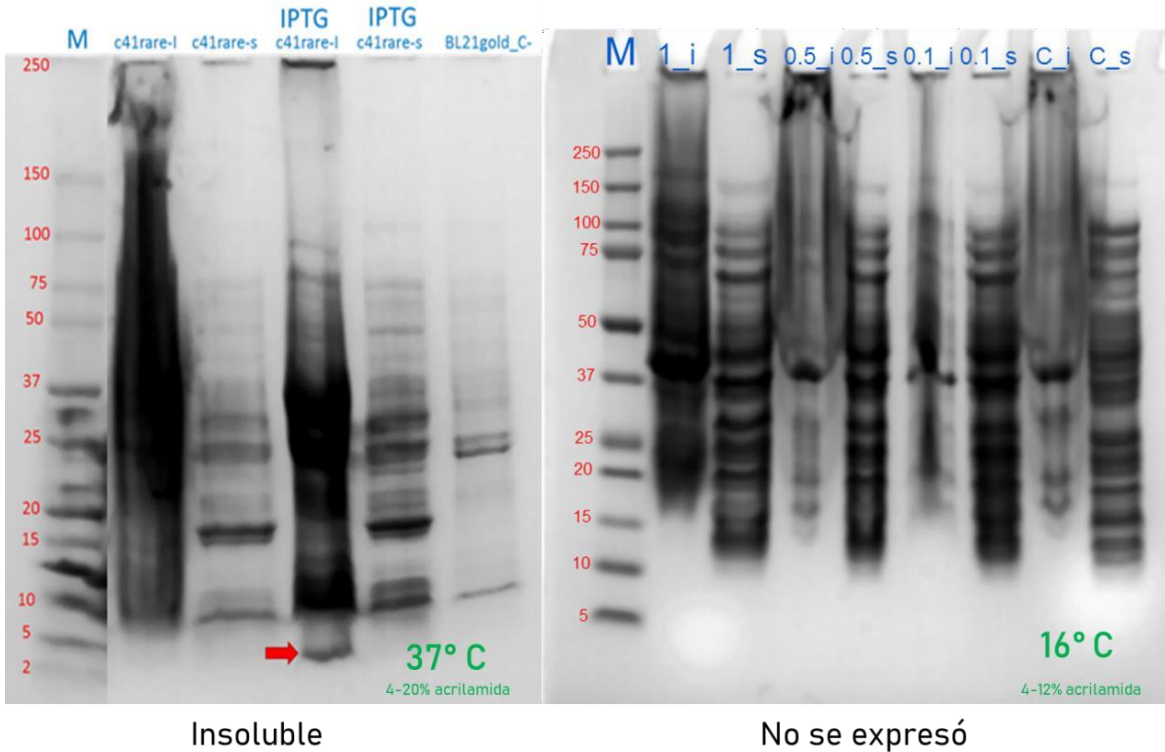 IPTG IPTG
M c41rare-I c41rare-s c41rare-I c41rare-s BL21gold_C-
250
150
100
75
50
37
25
20
15
10
5
2
37° C
4-20% acrilamida
Insoluble
M 1_i 1_s 0.5_i 0.5_s 0.1_i 0.1_s C_i C_s
250
150
100
75
50
37
25
20
15
10
5
16° C
4-12% acrilamida
No se expresó